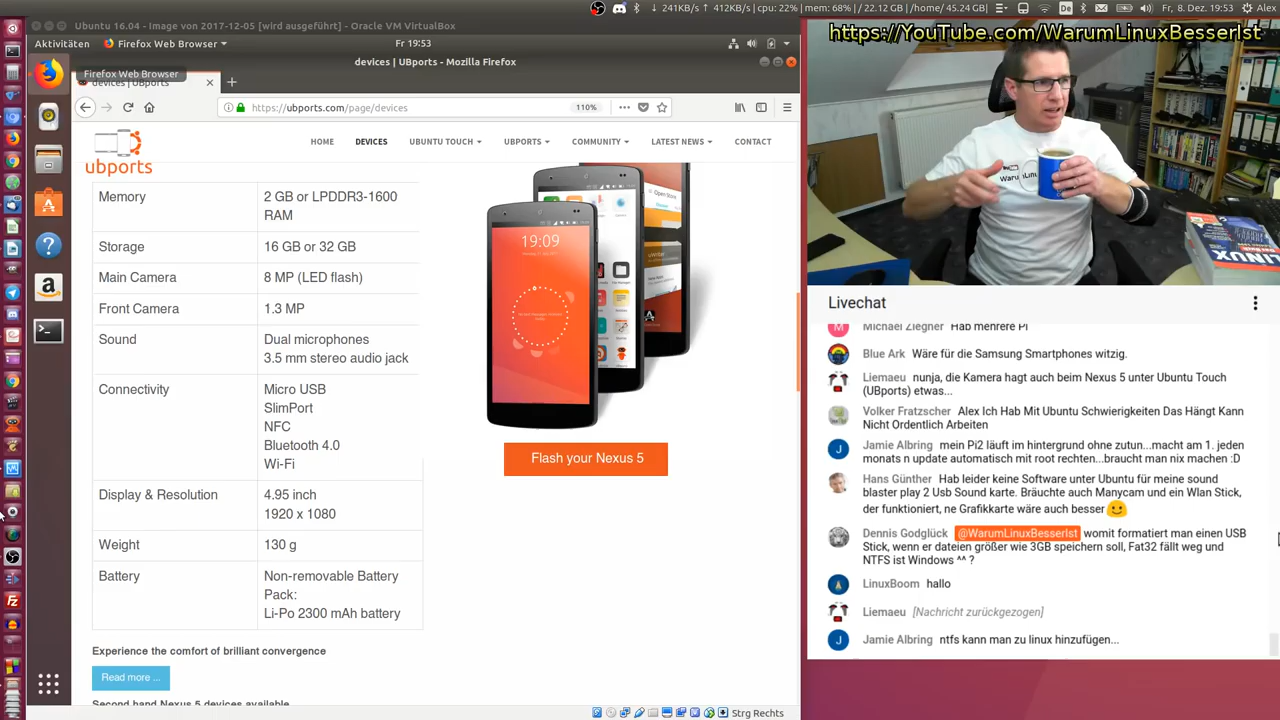 Ubuntu 16.04 - Image von 2017-12-05 [wird ausgeführt] - Oracle VM VirtualBox
241KB/s 412KB/s cpu: 22% mem: 68% / 22.12 GB /home/45.24 GB De Fr, 8. Dez, 19:53 Alex
Aktivitäten Firefox Web Browser Fr 19:53
devices | UBports - Mozilla Firefox
Firefox Web Browser
devices | UBports
https://ubports.com/page/devices 110%
ubports
HOME DEVICES UBUNTU TOUCH UBPORTS COMMUNITY LATEST NEWS CONTACT
Memory 2 GB or LPDDR3-1600
RAM
Storage 16 GB or 32 GB
Main Camera 8 MP (LED flash)
Front Camera 1.3 MP
Sound Dual microphones
3.5 mm stereo audio jack
Connectivity Micro USB
SlimPort
NFC
Bluetooth 4.0
Wi-Fi
Display & Resolution 4.95 inch
1920 x 1080
Weight 130 g
Battery Non-removable Battery
Pack:
Li-Po 2300 mAh battery
Experience the comfort of brilliant convergence
Read more ...
Second hand Nexus 5 devices available
19:09
Flash your Nexus 5
Strg Rechts
https://YouTube.com/WarumLinuxBesserIst
LINUX
Livechat
Michael Ziegner Hab mehrere Pi
Blue Ark Wäre für die Samsung Smartphones witzig.
Liemaeu nunja, die Kamera hagt auch beim Nexus 5 unter Ubuntu Touch
(UBports) etwas...
Volker Fratzscher Alex Ich Hab Mit Ubuntu Schwierigkeiten Das Hängt Kann
Nicht Ordentlich Arbeiten
Jamie Albring mein Pi2 läuft im hintergrund ohne zutun...macht am 1. jeden
monats n update automatisch mit root rechten...braucht man nix machen :D
Hans Günther Hab leider keine Software unter Ubuntu für meine sound
blaster play 2 Usb Sound karte. Bräuchte auch Manycam und ein Wlan Stick,
der funktioniert, ne Grafikkarte wäre auch besser
Dennis Godglück @WarumLinuxBesserIst womit formatiert man einen USB
Stick, wenn er dateien größer wie 3GB speichern soll, Fat32 fällt weg und
NTFS ist Windows ^^ ?
LinuxBoom hallo
Liemaeu [Nachricht zurückgezogen]
Jamie Albring ntfs kann man zu linux hinzufügen...